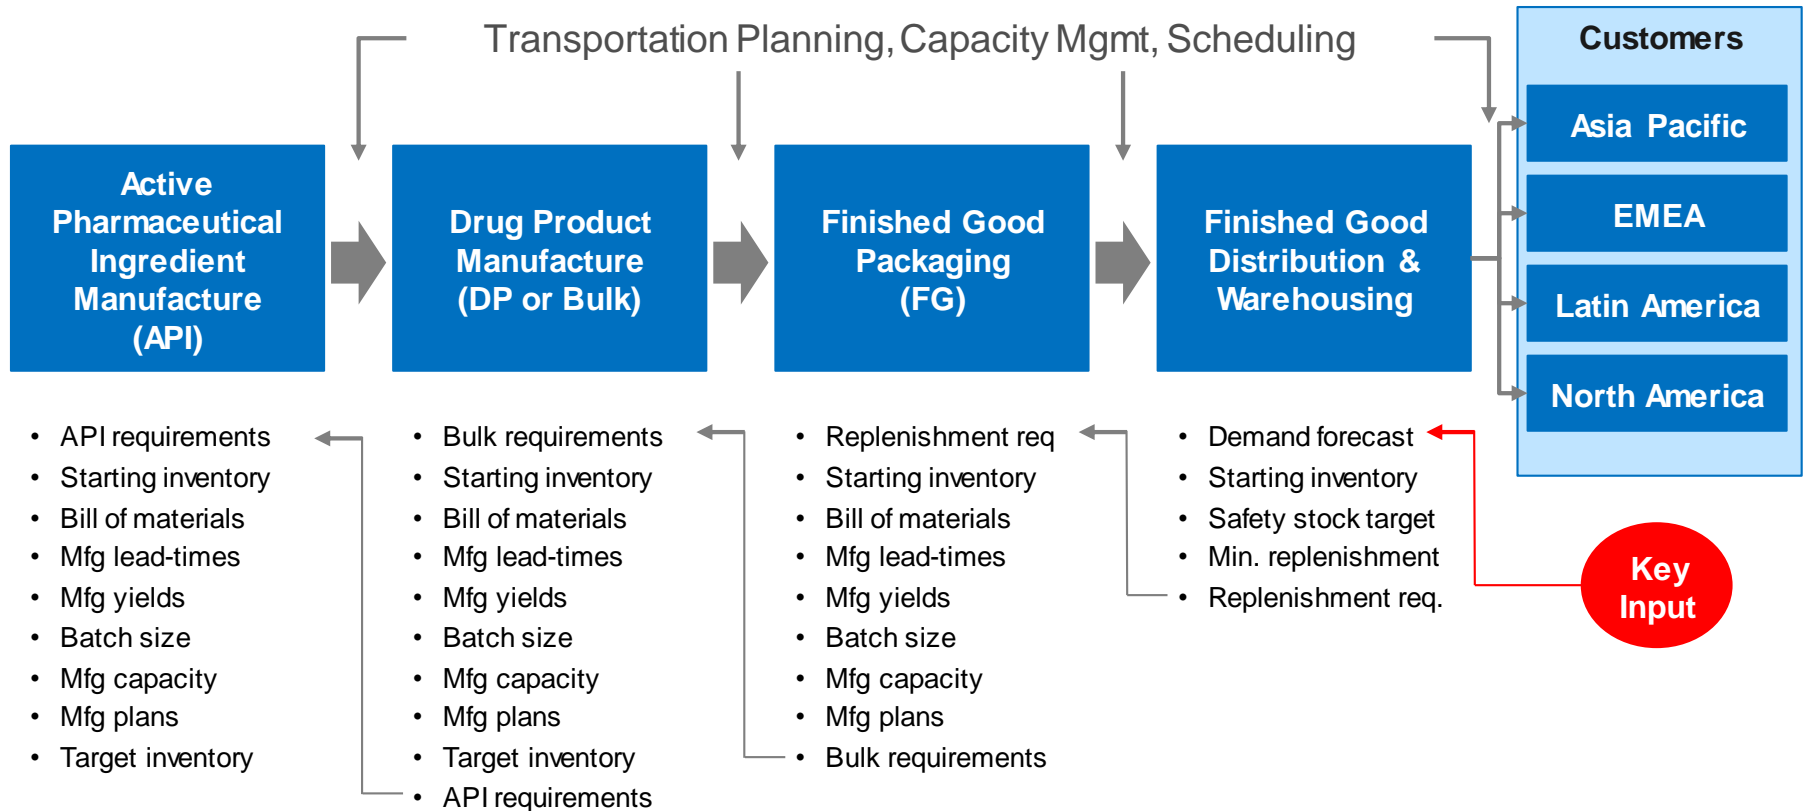 Transportation Planning, Capacity Mgmt, Scheduling
Customers
Asia Pacific
EMEA
Latin America
North America
Active
Pharmaceutical
Ingredient
Manufacture
(API)
Drug Product
Manufacture
(DP or Bulk)
Finished Good
Packaging
(FG)
Finished Good
Distribution &
Warehousing
• API requirements
• Starting inventory
• Bill of materials
• Mfg lead-times
• Mfg yields
• Batch size
• Mfg capacity
• Mfg plans
• Target inventory
• Bulk requirements
• Starting inventory
• Bill of materials
• Mfg lead-times
• Mfg yields
• Batch size
• Mfg capacity
• Mfg plans
• Target inventory
• API requirements
• Replenishment req
• Starting inventory
• Bill of materials
• Mfg lead-times
• Mfg yields
• Batch size
• Mfg capacity
• Mfg plans
• Bulk requirements
• Demand forecast
• Starting inventory
• Safety stock target
• Min. replenishment
• Replenishment req.
Key
Input